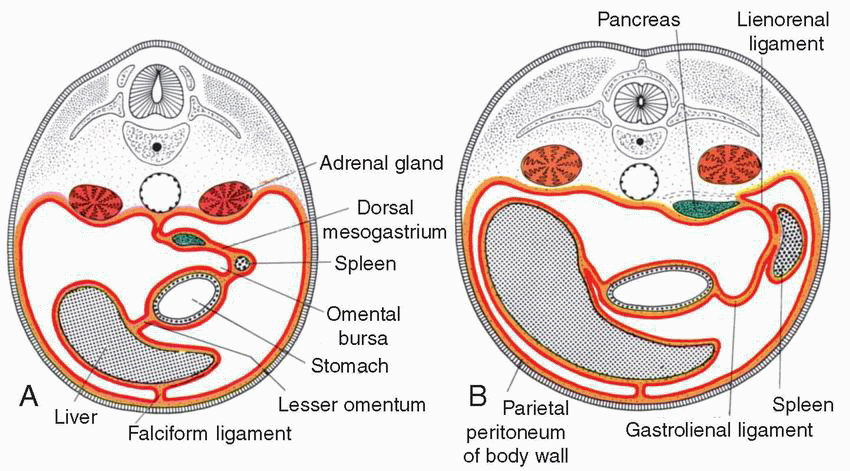 Pancreas
Lienorenal
ligament
Adrenal gland
Dorsal
mesogastrium
Spleen
Omental
bursa
Stomach
Lesser omentum
A
Liver
Falciform ligament
B
Parietal
peritoneum
of body wall
Gastrolienal ligament
Spleen